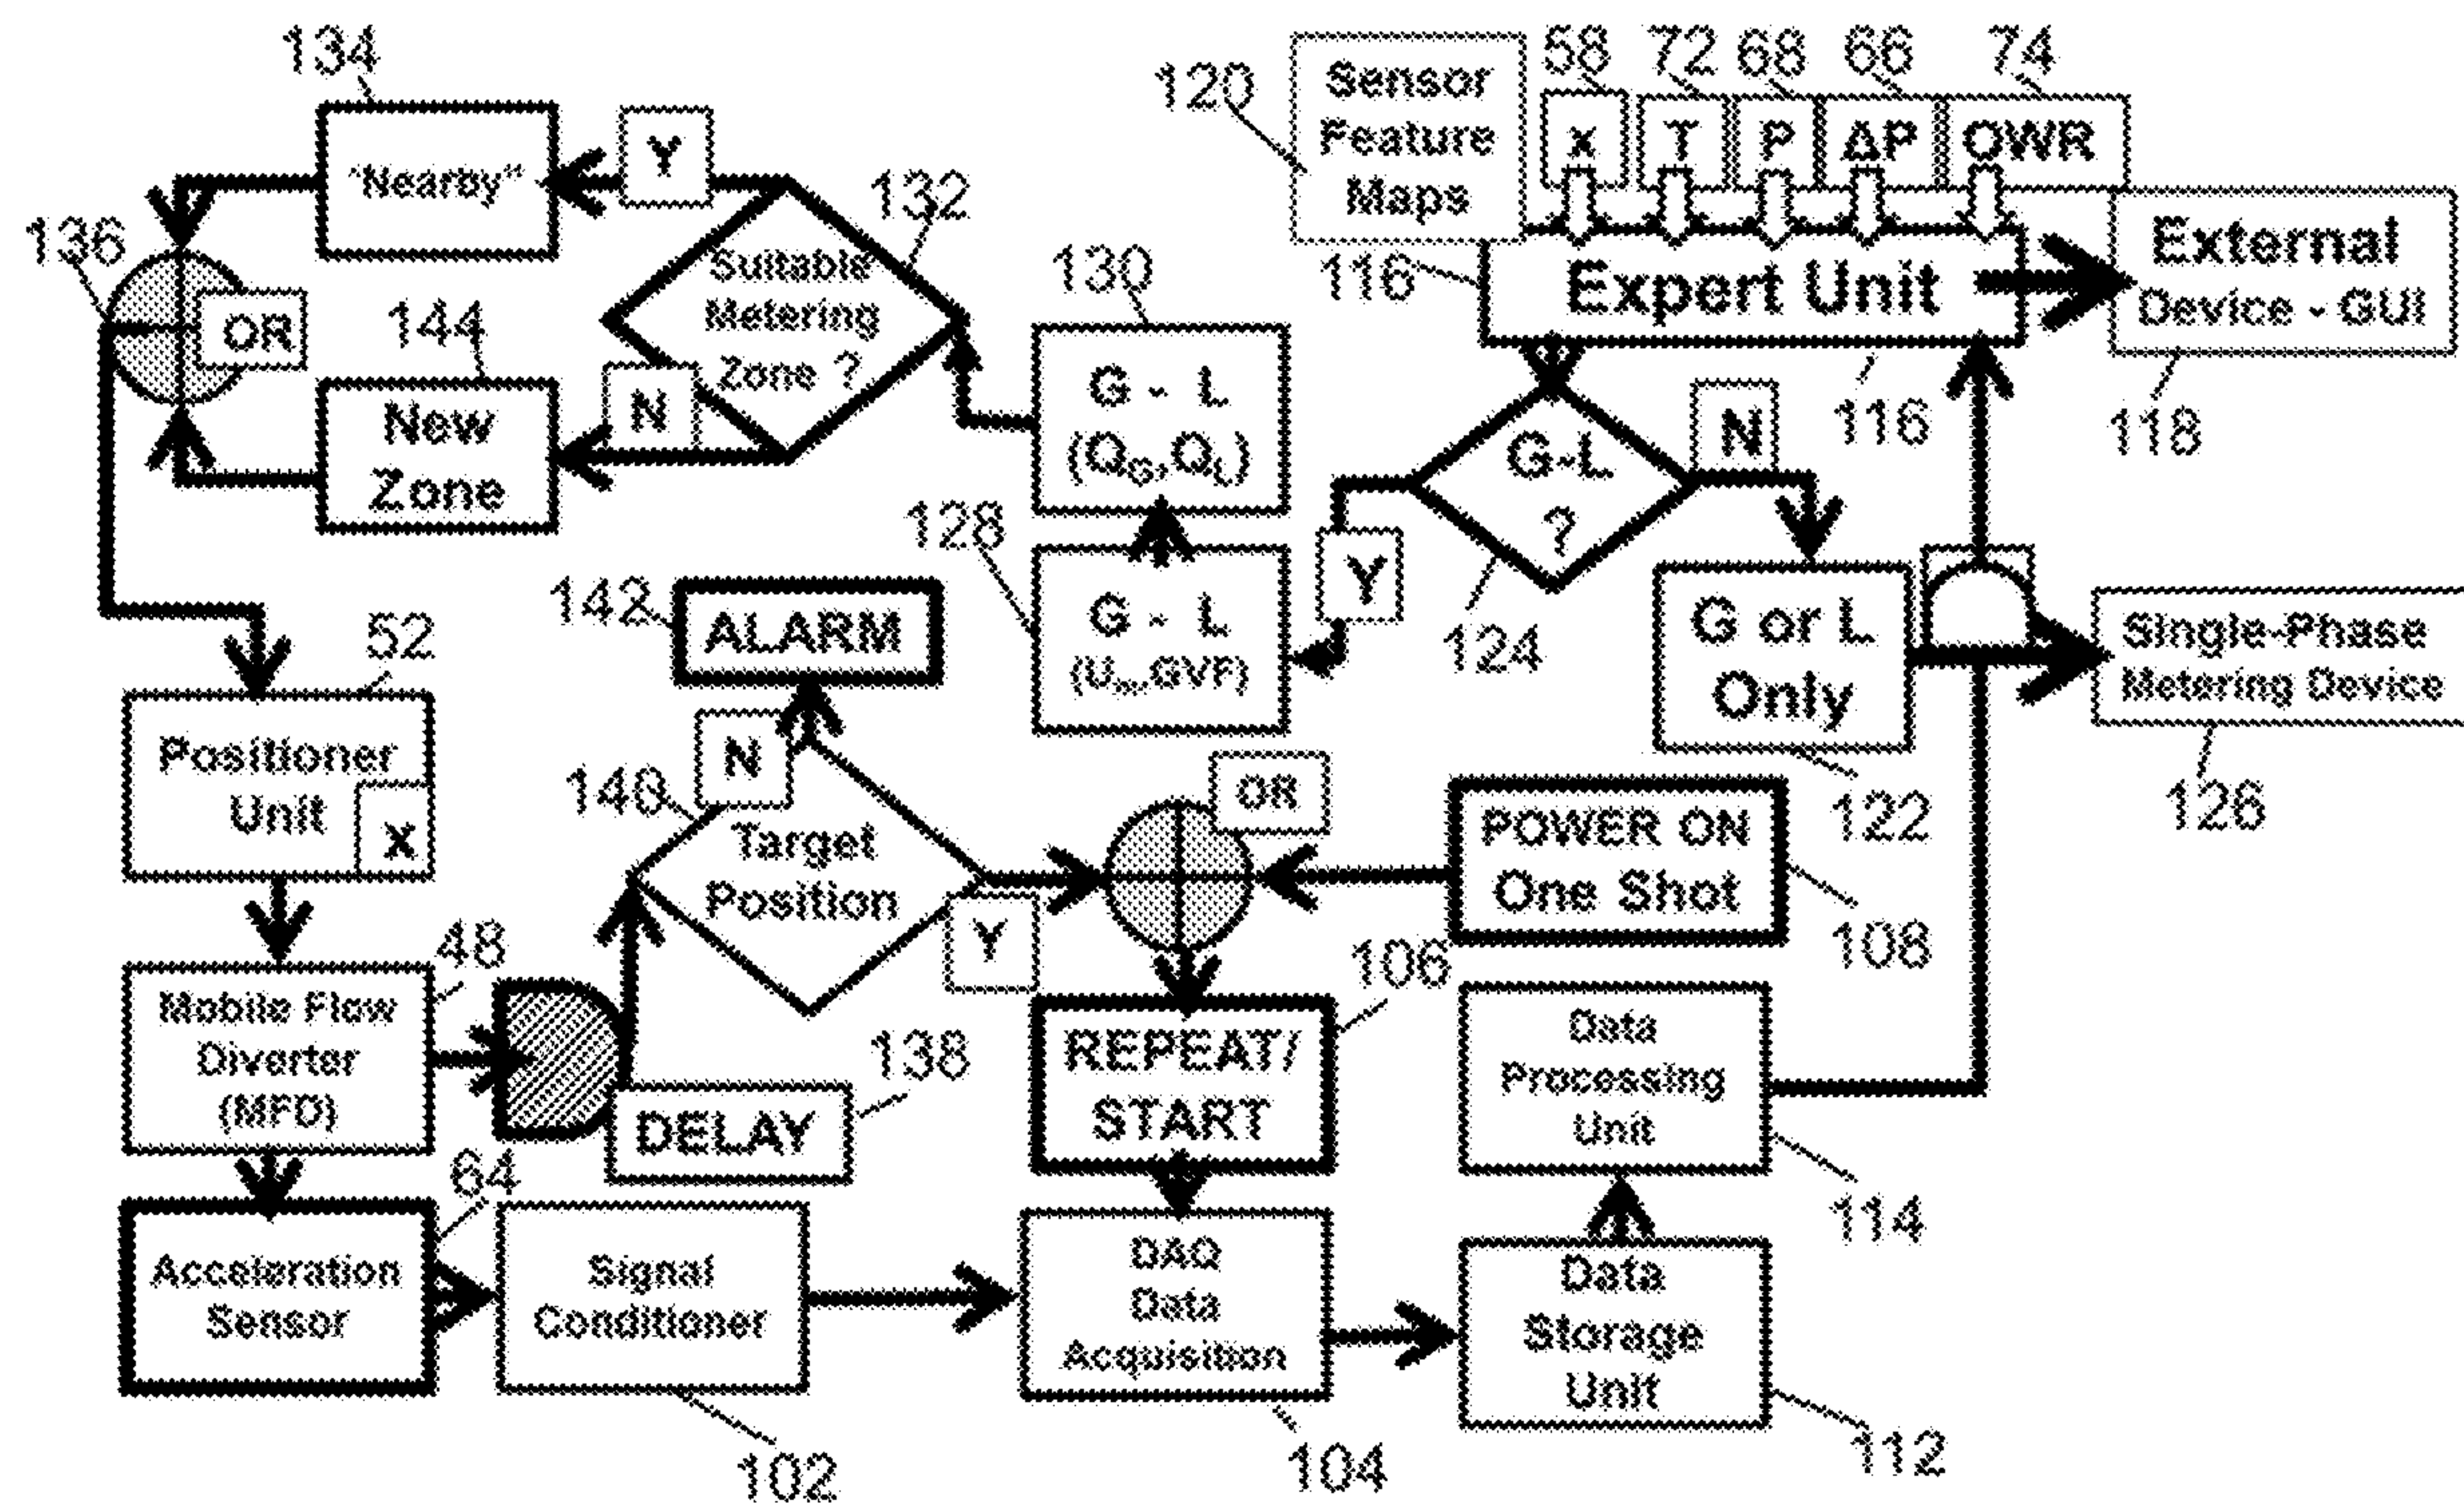 134
120
Sensor
Feature
Maps
58
72
68
66
74
x
T
P
ΔP
OWR
"Nearby"
Y
132
136
OR
144
Suitable
Metering
Zone ?
N
New
Zone
130
116
Expert Unit
External
Device - GUI
116
118
G - L
(QG,QL)
G-L
?
N
Y
124
128
G - L
(Um,GVF)
G or L
Only
122
Single-Phase
Metering Device
126
142
ALARM
52
Positioner
Unit
X
N
140
Target
Position
Y
OR
POWER ON
One Shot
108
48
Mobile Flow
Diverter
(MFD)
DELAY
138
106
REPEAT/
START
Data
Processing
Unit
114
64
Acceleration
Sensor
Signal
Conditioner
102
DAQ
Data
Acquisition
104
Data
Storage
Unit
112